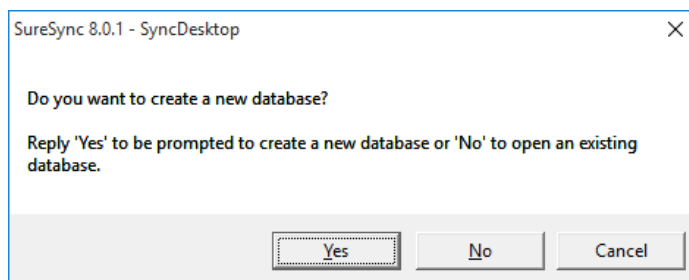 SureSync 8.0.1 - SyncDesktop
Do you want to create a new database?
Reply 'Yes' to be prompted to create a new database or 'No' to open an existing
database.
Yes
No
Cancel